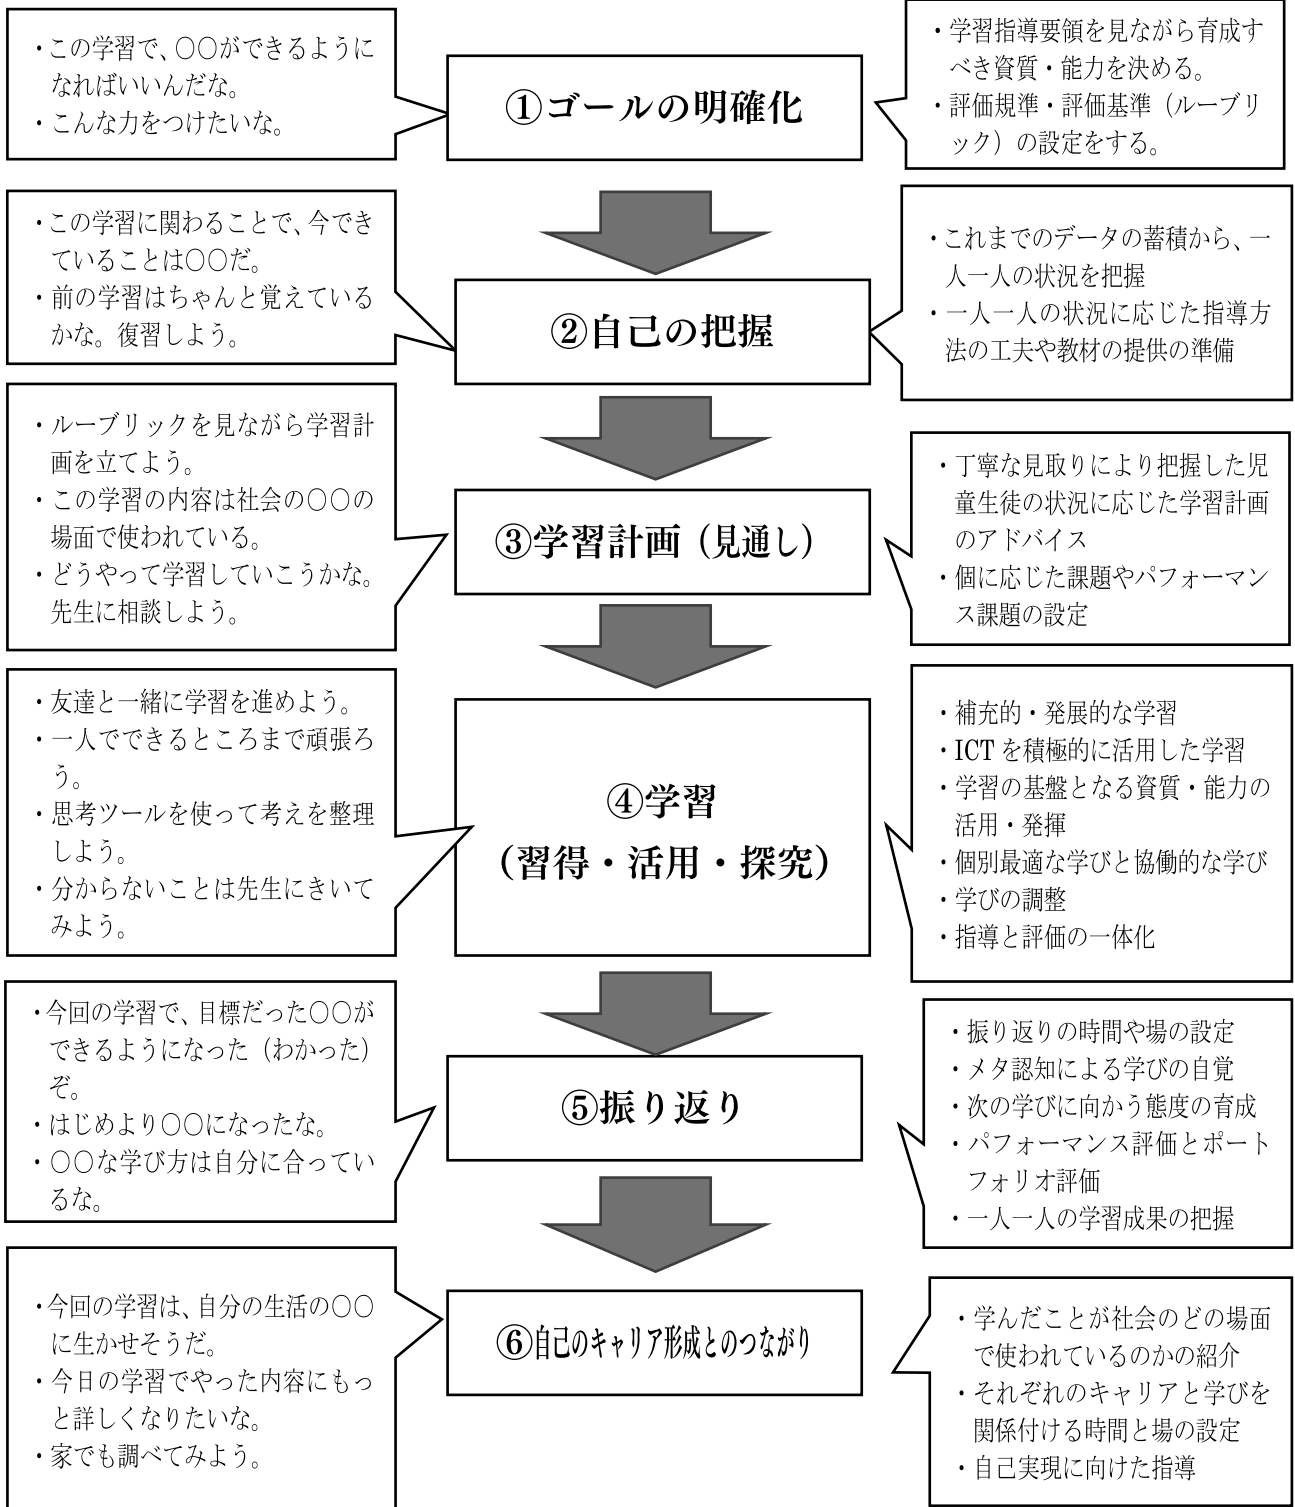 ・この学習で、〇〇ができるように
なればいいんだな。
・こんな力をつけたいな。
①ゴールの明確化
・学習指導要領を見ながら育成す
べき資質・能力を決める。
・評価規準・評価基準（ルーブリ
ック）の設定をする。
・この学習に関わることで、今でき
ていることは〇〇だ。
・前の学習はちゃんと覚えている
かな。復習しよう。
②自己の把握
・これまでのデータの蓄積から、一
人一人の状況を把握
・一人一人の状況に応じた指導方
法の工夫や教材の提供の準備
・ルーブリックを見ながら学習計
画を立てよう。
・この学習の内容は社会の〇〇の
場面で使われている。
・どうやって学習していこうかな。
先生に相談しよう。
③学習計画（見通し）
・丁寧な見取りにより把握した児
童生徒の状況に応じた学習計画
のアドバイス
・個に応じた課題やパフォーマン
ス課題の設定
・友達と一緒に学習を進めよう。
・一人でできるところまで頑張ろ
う。
・思考ツールを使って考えを整理
しよう。
・分からないことは先生にきいて
みよう。
④学習
（習得・活用・探究）
・補充的・発展的な学習
・ICT を積極的に活用した学習
・学習の基盤となる資質・能力の
活用・発揮
・個別最適な学びと協働的な学び
・学びの調整
・指導と評価の一体化
・今回の学習で、目標だった〇〇が
できるようになった（わかった）
ぞ。
・はじめより〇〇になったな。
・〇〇な学び方は自分に合ってい
るな。
⑤振り返り
・振り返りの時間や場の設定
・メタ認知による学びの自覚
・次の学びに向かう態度の育成
・パフォーマンス評価とポート
フォリオ評価
・一人一人の学習成果の把握
・今回の学習は、自分の生活の〇〇
に生かせそうだ。
・今日の学習でやった内容にもっ
と詳しくなりたいな。
・家でも調べてみよう。
⑥自己のキャリア形成とのつながり
・学んだことが社会のどの場面
で使われているのかの紹介
・それぞれのキャリアと学びを
関係付ける時間と場の設定
・自己実現に向けた指導